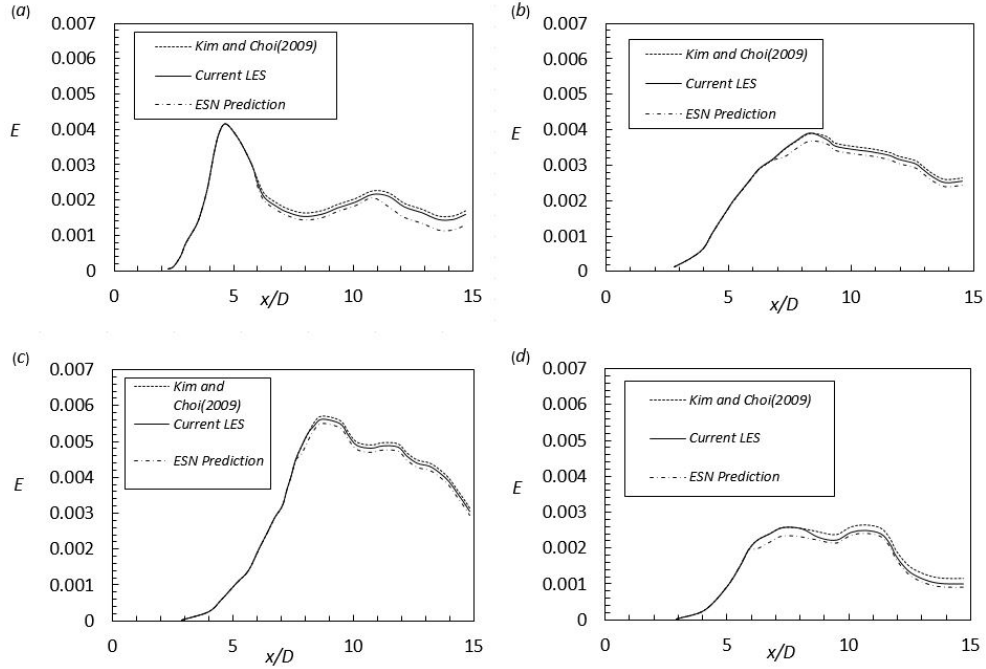 (a)
0.007
0.006
0.005
0.004
0.003
0.002
0.001
0
E
Kim and Choi(2009)
Current LES
ESN Prediction
0 5 10 15
x/D
(b)
0.007
0.006
0.005
0.004
0.003
0.002
0.001
0
E
Kim and Choi(2009)
Current LES
ESN Prediction
0 5 10 15
x/D
(c)
0.007
0.006
0.005
0.004
0.003
0.002
0.001
0
E
Kim and
Choi(2009)
Current LES
ESN Prediction
0 5 10 15
x/D
(d)
0.007
0.006
0.005
0.004
0.003
0.002
0.001
0
E
Kim and Choi(2009)
Current LES
ESN Prediction
0 5 10 15
x/D